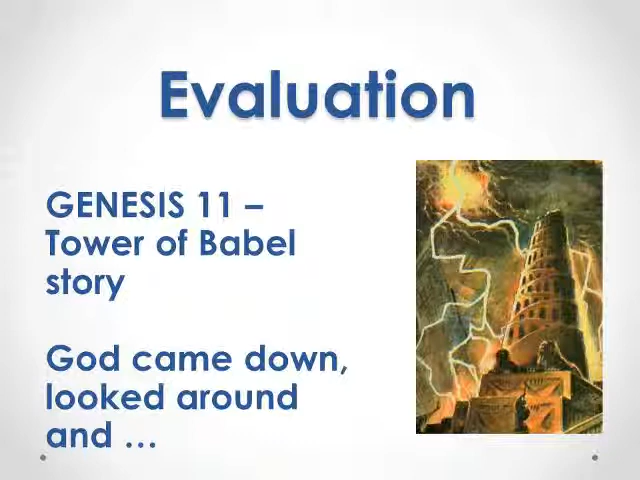 Evaluation
GENESIS 11 –
Tower of Babel
story
God came down,
looked around
and …